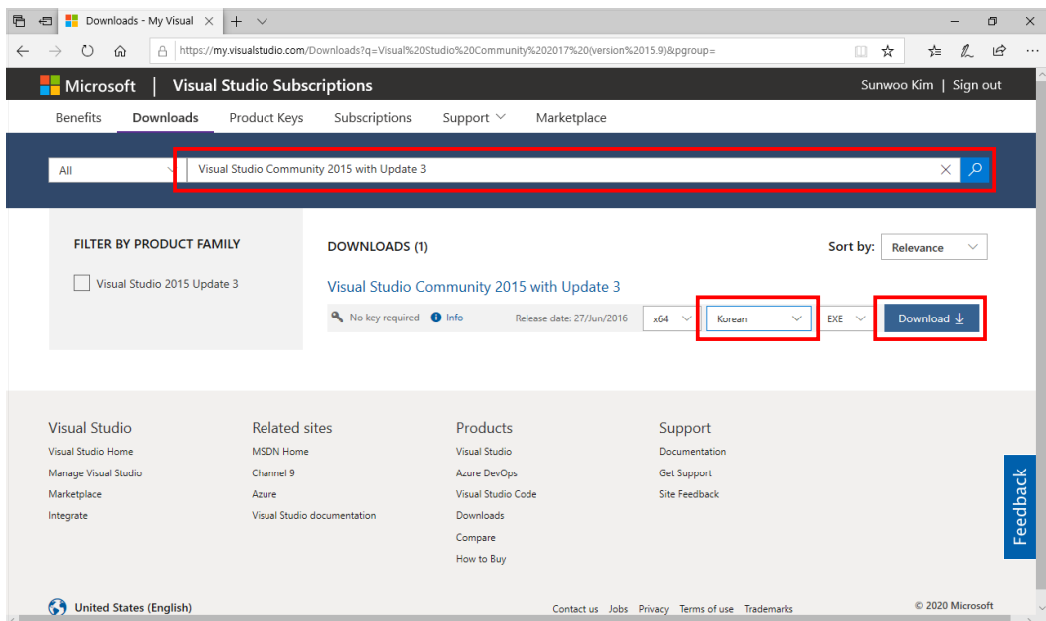 Downloads - My Visual
https://my.visualstudio.com/Downloads?q=Visual%20Studio%20Community%202017%20(version%2015.9)&pgroup=
Microsoft | Visual Studio Subscriptions
Sunwoo Kim | Sign out
Benefits Downloads Product Keys Subscriptions Support Marketplace
All
Visual Studio Community 2015 with Update 3
FILTER BY PRODUCT FAMILY
Visual Studio 2015 Update 3
DOWNLOADS (1)
Sort by: Relevance
Visual Studio Community 2015 with Update 3
No key required Info Release date: 27/Jun/2016 x64 Korean EXE Download
Visual Studio
Visual Studio Home
Manage Visual Studio
Marketplace
Integrate
Related sites
MSDN Home
Channel 9
Azure
Visual Studio documentation
Products
Visual Studio
Azure DevOps
Visual Studio Code
Downloads
Compare
How to Buy
Support
Documentation
Get Support
Site Feedback
Feedback
United States (English)
Contact us Jobs Privacy Terms of use Trademarks
© 2020 Microsoft